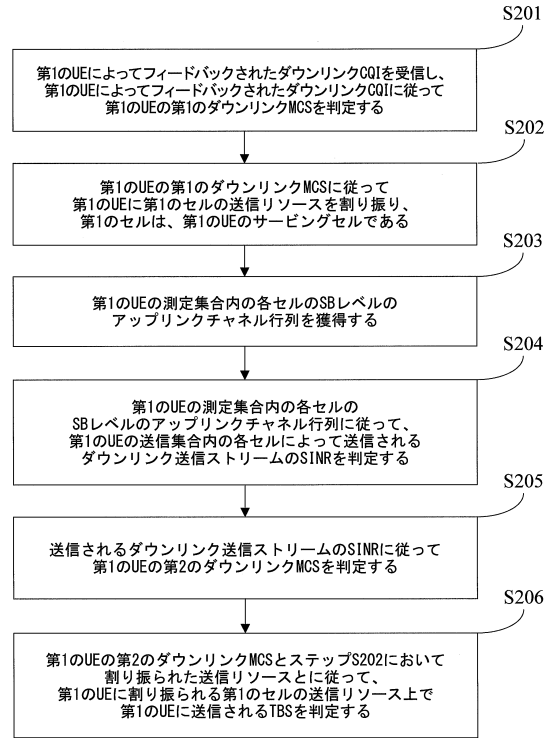 S201
第1のUEによってフィードバックされたダウンリンクCQIを受信し、
第1のUEによってフィードバックされたダウンリンクCQIに従って
第1のUEの第1のダウンリンクMCSを判定する
S202
第1のUEの第1のダウンリンクMCSに従って
第1のUEに第1のセルの送信リソースを割り振り、
第1のセルは、第1のUEのサービングセルである
S203
第1のUEの測定集合内の各セルのSBレベルの
アップリンクチャネル行列を獲得する
S204
第1のUEの測定集合内の各セルの
SBレベルのアップリンクチャネル行列に従って、
第1のUEの送信集合内の各セルによって送信される
ダウンリンク送信ストリームのSINRを判定する
S205
送信されるダウンリンク送信ストリームのSINRに従って
第1のUEの第2のダウンリンクMCSを判定する
S206
第1のUEの第2のダウンリンクMCSとステップS202において
割り振られた送信リソースとに従って、
第1のUEに割り振られる第1のセルの送信リソース上で
第1のUEに送信されるTBSを判定する